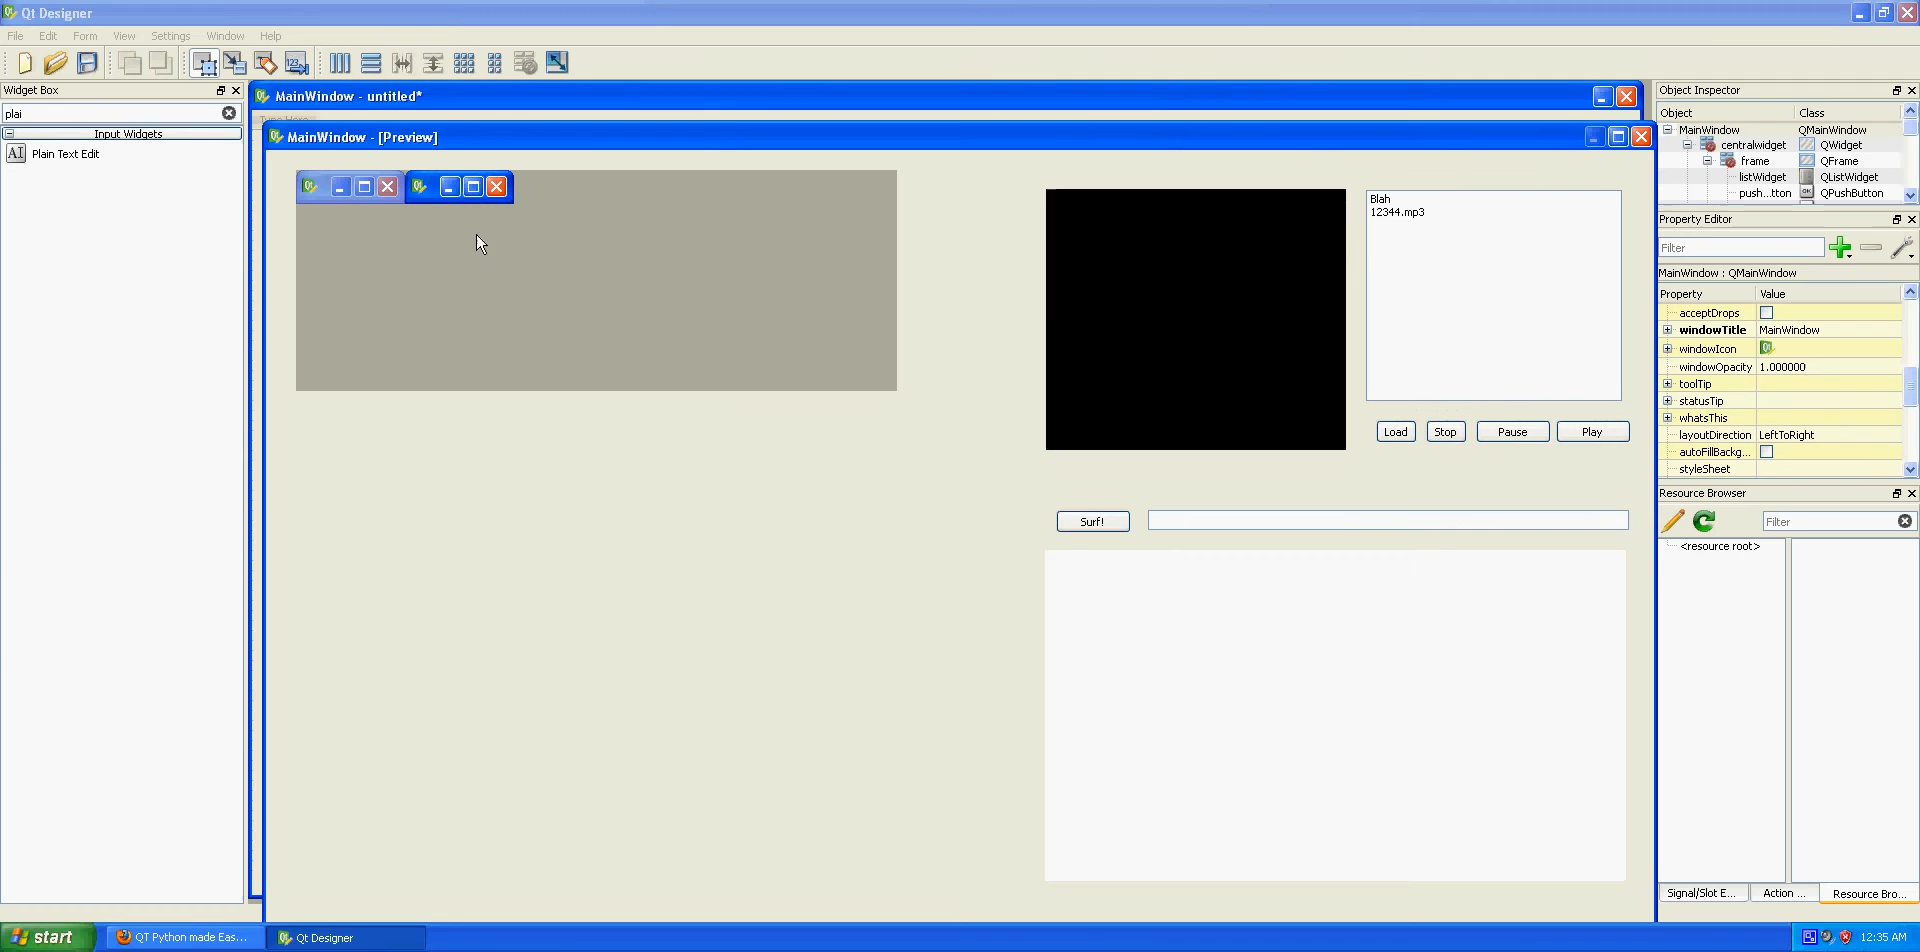 Qt Designer
File Edit Form View Settings Window Help
Widget Box
plai
Input Widgets
AI Plain Text Edit
MainWindow - untitled*
MainWindow - [Preview]
Blah
12344.mp3
Load Stop Pause Play
Surf!
Object Inspector
Object Class
MainWindow QMainWindow
centralwidget QWidget
frame QFrame
listWidget QListWidget
push...tton QPushButton
Property Editor
Filter
MainWindow : QMainWindow
Property Value
acceptDrops
windowTitle MainWindow
windowIcon
windowOpacity 1.000000
toolTip
statusTip
whatsThis
layoutDirection LeftToRight
autoFillBackg...
styleSheet
Resource Browser
Filter
<resource root>
Signal/Slot E... Action ... Resource Bro...
start QT Python made Eas... Qt Designer 12:35 AM